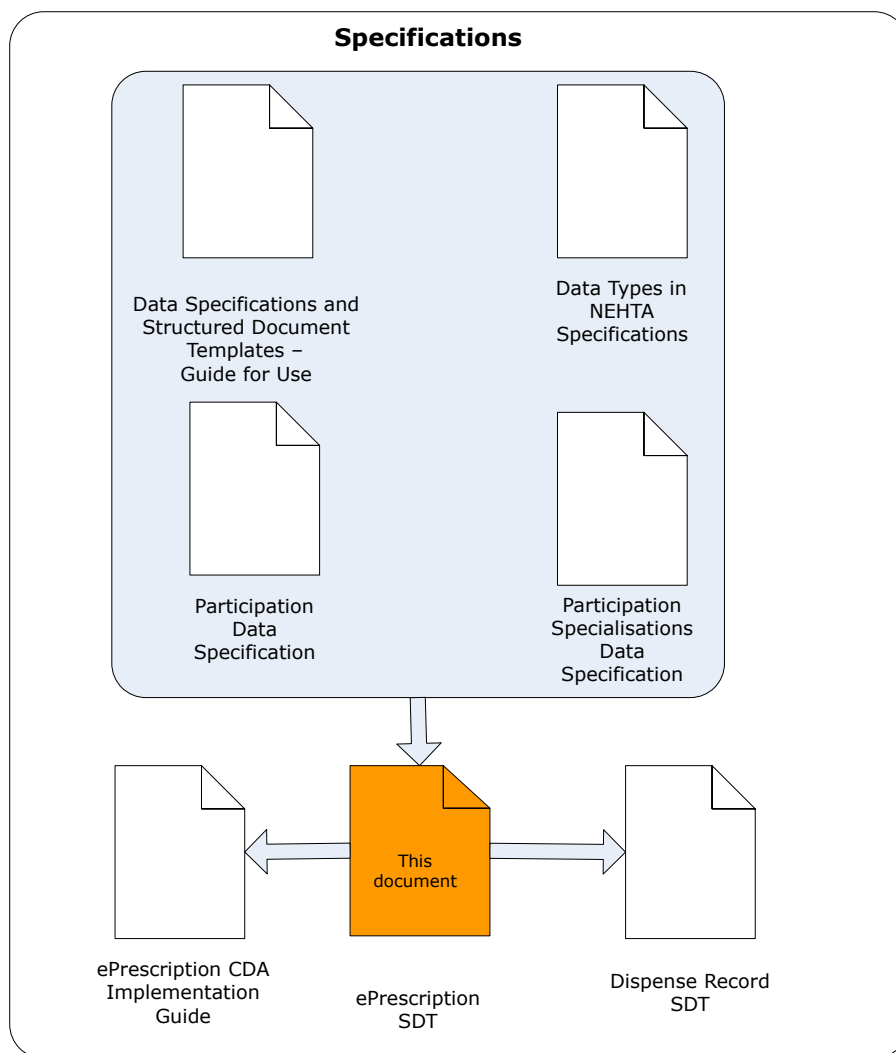 Specifications
Data Specifications and
Structured Document
Templates –
Guide for Use
Data Types in
NEHTA
Specifications
Participation
Data
Specification
Participation
Specialisations
Data
Specification
This
document
ePrescription CDA
Implementation
Guide
ePrescription
SDT
Dispense Record
SDT